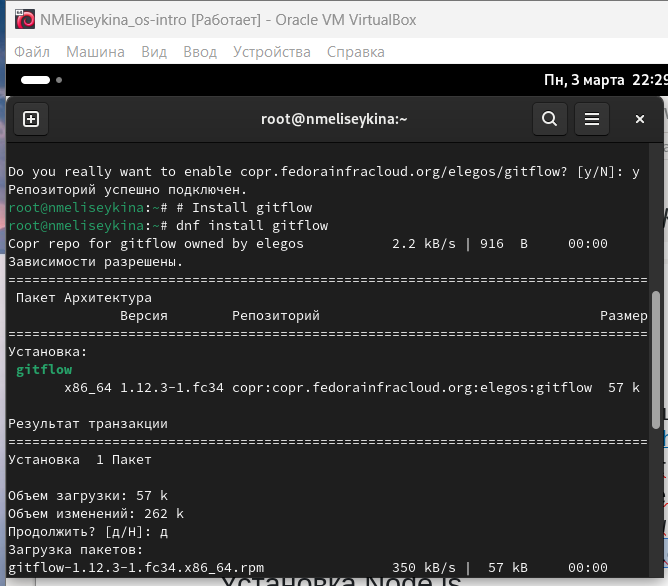 NMEliseykina_os-intro [Работает] - Oracle VM VirtualBox
Файл Машина Вид Ввод Устройства Справка
Пн, 3 марта 22:29
root@nmeliseykina:~
Do you really want to enable copr.fedorainfracloud.org/elegos/gitflow? [y/N]: y
Репозиторий успешно подключен.
root@nmeliseykina:~# # Install gitflow
root@nmeliseykina:~# dnf install gitflow
Copr repo for gitflow owned by elegos 2.2 kB/s | 916 B 00:00
Зависимости разрешены.
================================================================================
Пакет Архитектура
Версия Репозиторий Размер
================================================================================
Установка:
gitflow
x86_64 1.12.3-1.fc34 copr:copr.fedorainfracloud.org:elegos:gitflow 57 k
Результат транзакции
================================================================================
Установка 1 Пакет
Объем загрузки: 57 k
Объем изменений: 262 k
Продолжить? [д/Н]: д
Загрузка пакетов:
gitflow-1.12.3-1.fc34.x86_64.rpm 350 kB/s | 57 kB 00:00
Установка Node.js